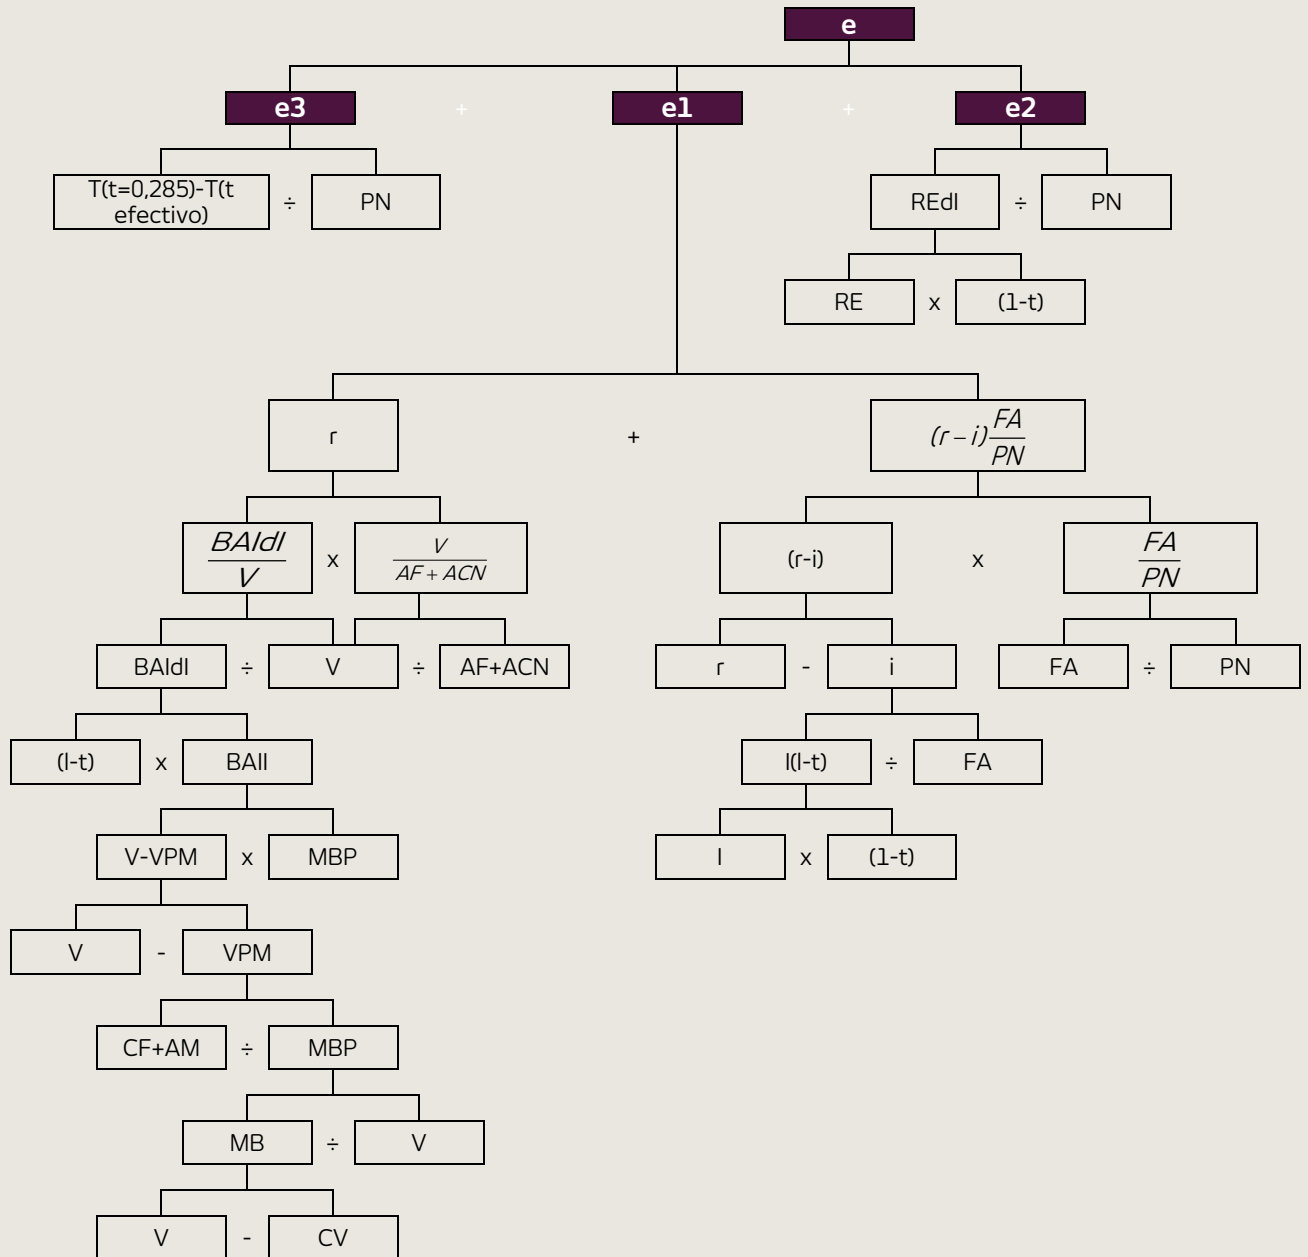 e
e3 + e1 + e2
T(t=0,285)-T(t
efectivo)
÷ PN
REdI ÷ PN
RE x (1-t)
r + (r – i) FA/PN
BAIdI/V x V/AF + ACN
(r-i) x FA/PN
BAIdI ÷ V ÷ AF+ACN
r - i
FA ÷ PN
(l-t) x BAII
I(l-t) ÷ FA
V-VPM x MBP
I x (1-t)
V - VPM
CF+AM ÷ MBP
MB ÷ V
V - CV